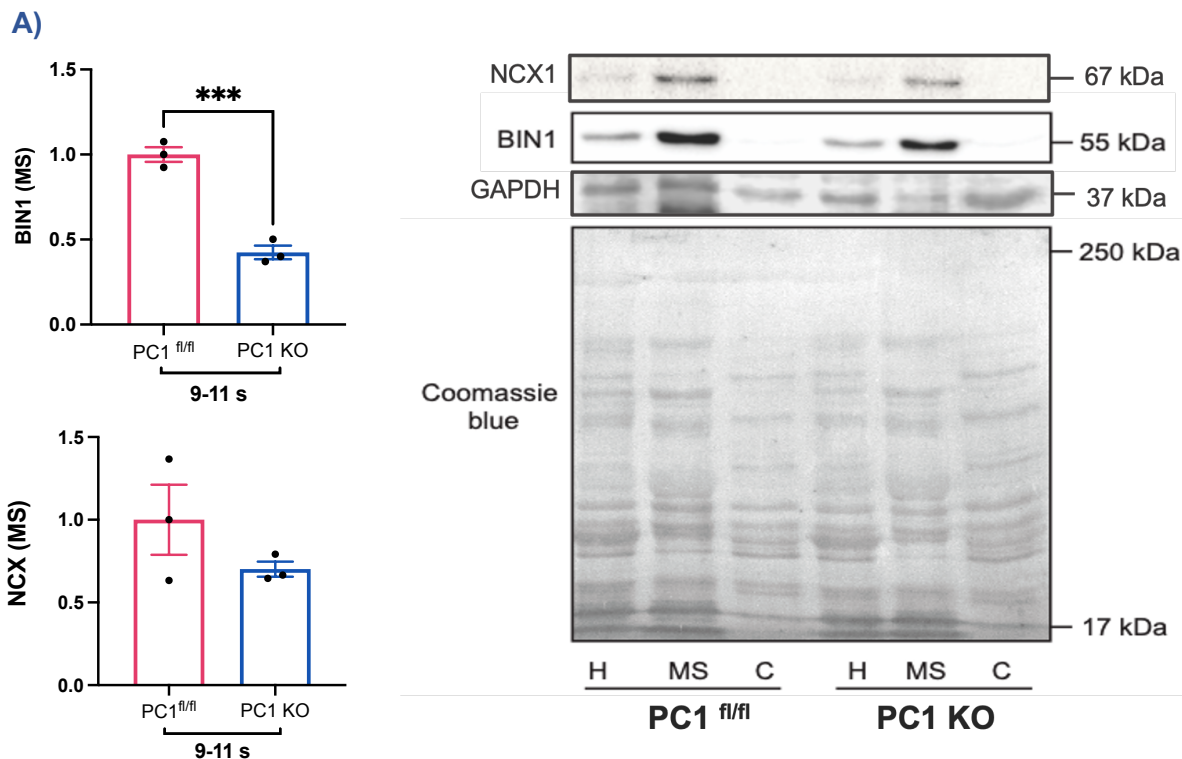 A)
1.5
1.0
0.5
0.0
BIN1 (MS)
***
PC1 fl/fl PC1 KO
9-11 s
1.5
1.0
0.5
0.0
NCX (MS)
PC1fl/fl PC1 KO
9-11 s
NCX1 67 kDa
BIN1 55 kDa
GAPDH 37 kDa
250 kDa
Coomassie
blue
17 kDa
H MS C H MS C
PC1 fl/fl PC1 KO